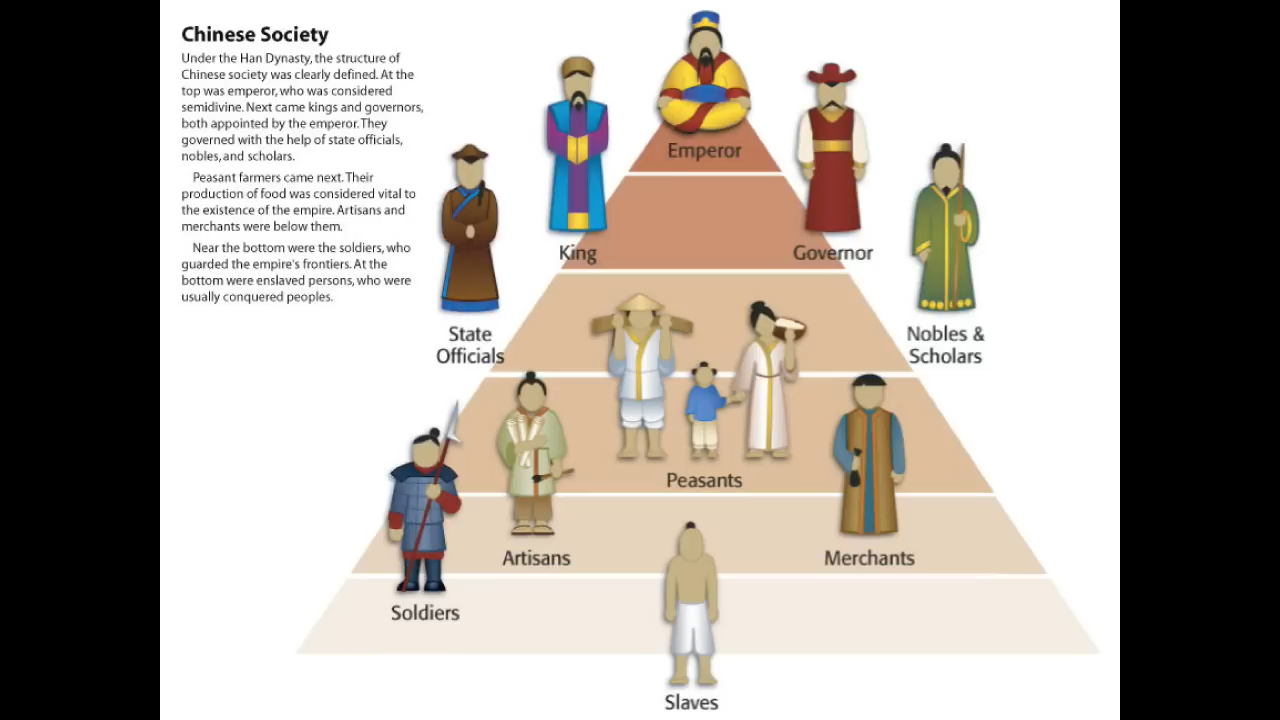 Chinese Society
Under the Han Dynasty, the structure of
Chinese society was clearly defined. At the
top was emperor, who was considered
semidivine. Next came kings and governors,
both appointed by the emperor. They
governed with the help of state officials,
nobles, and scholars.
Peasant farmers came next. Their
production of food was considered vital to
the existence of the empire. Artisans and
merchants were below them.
Near the bottom were the soldiers, who
guarded the empire's frontiers. At the
bottom were enslaved persons, who were
usually conquered peoples.
Emperor
King
Governor
State
Officials
Nobles &
Scholars
Peasants
Artisans
Merchants
Soldiers
Slaves